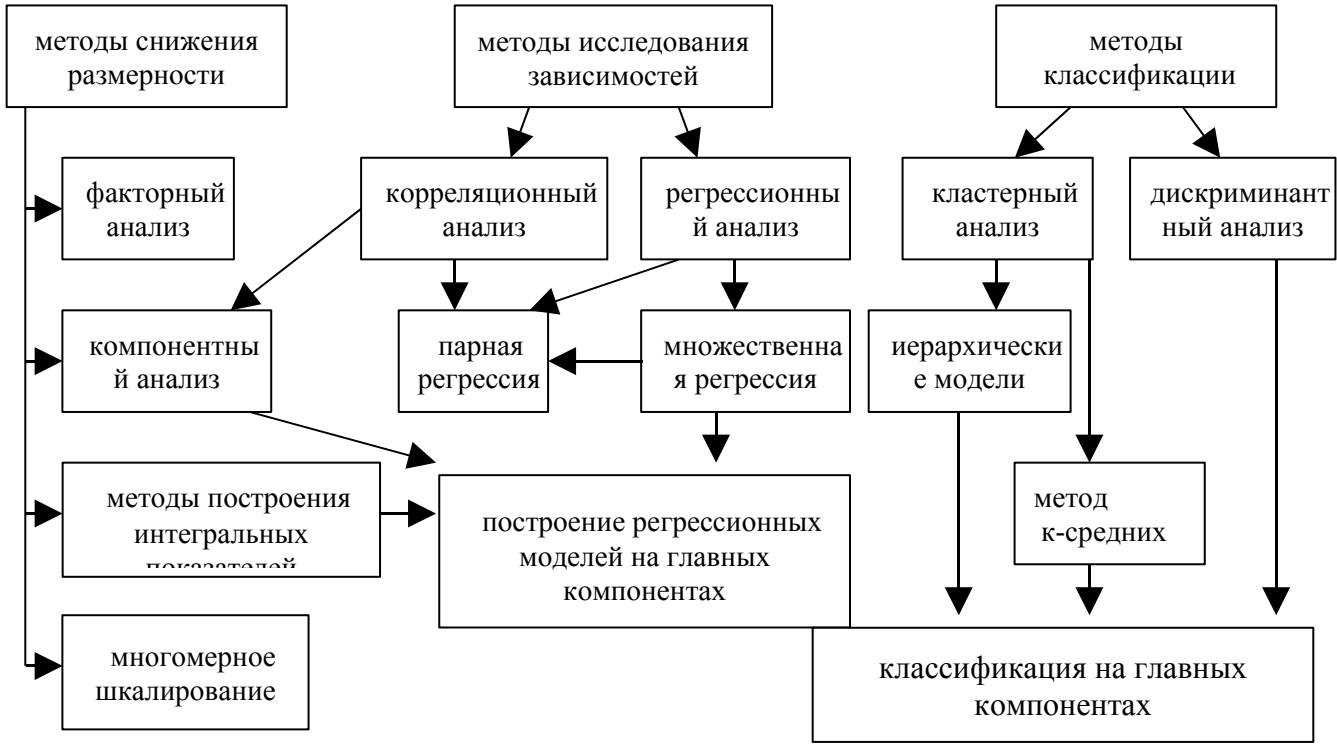 методы снижения
размерности
методы исследования
зависимостей
методы
классификации
факторный
анализ
корреляционный
анализ
регрессионны
й анализ
кластерный
анализ
дискриминант
ный анализ
компонентны
й анализ
парная
регрессия
множественна
я регрессия
иерархически
е модели
методы построения
интегральных
показателей
построение регрессионных
моделей на главных
компонентах
метод
к-средних
многомерное
шкалирование
классификация на главных
компонентах